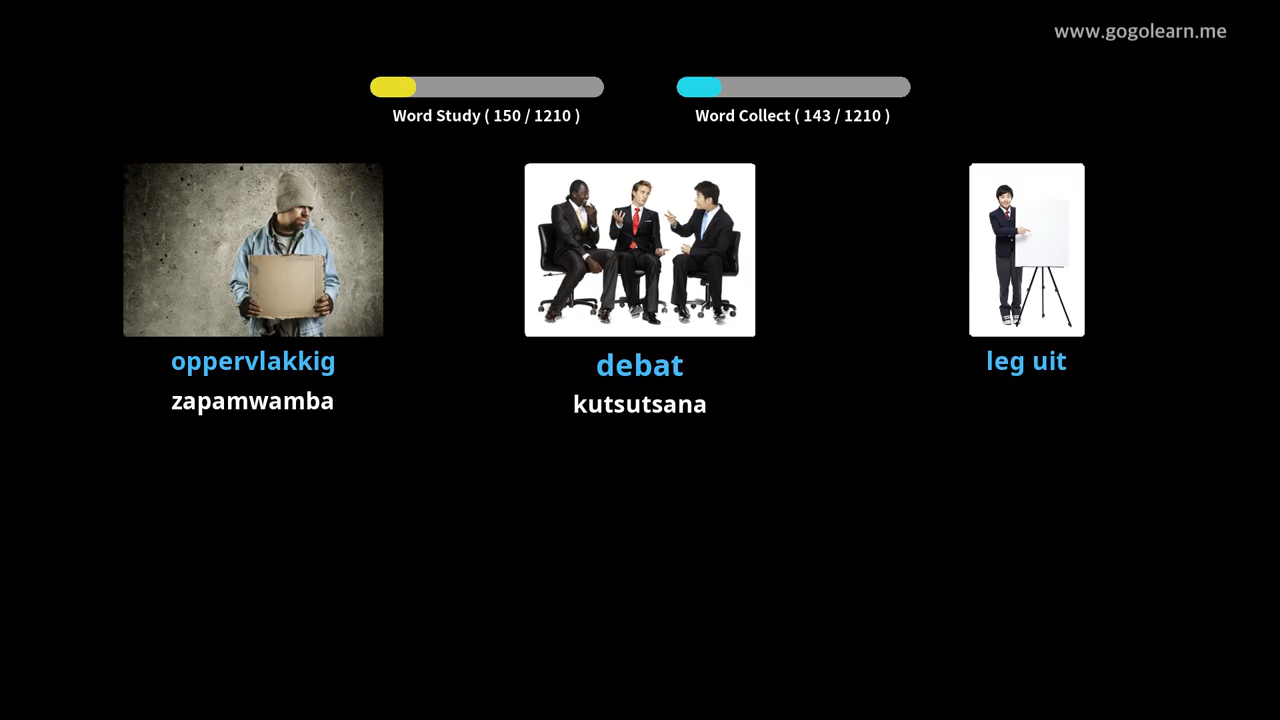 www.gogolearn.me
Word Study ( 150 / 1210 )
Word Collect ( 143 / 1210 )
oppervlakkig
debat
leg uit
zapamwamba
kutsutsana